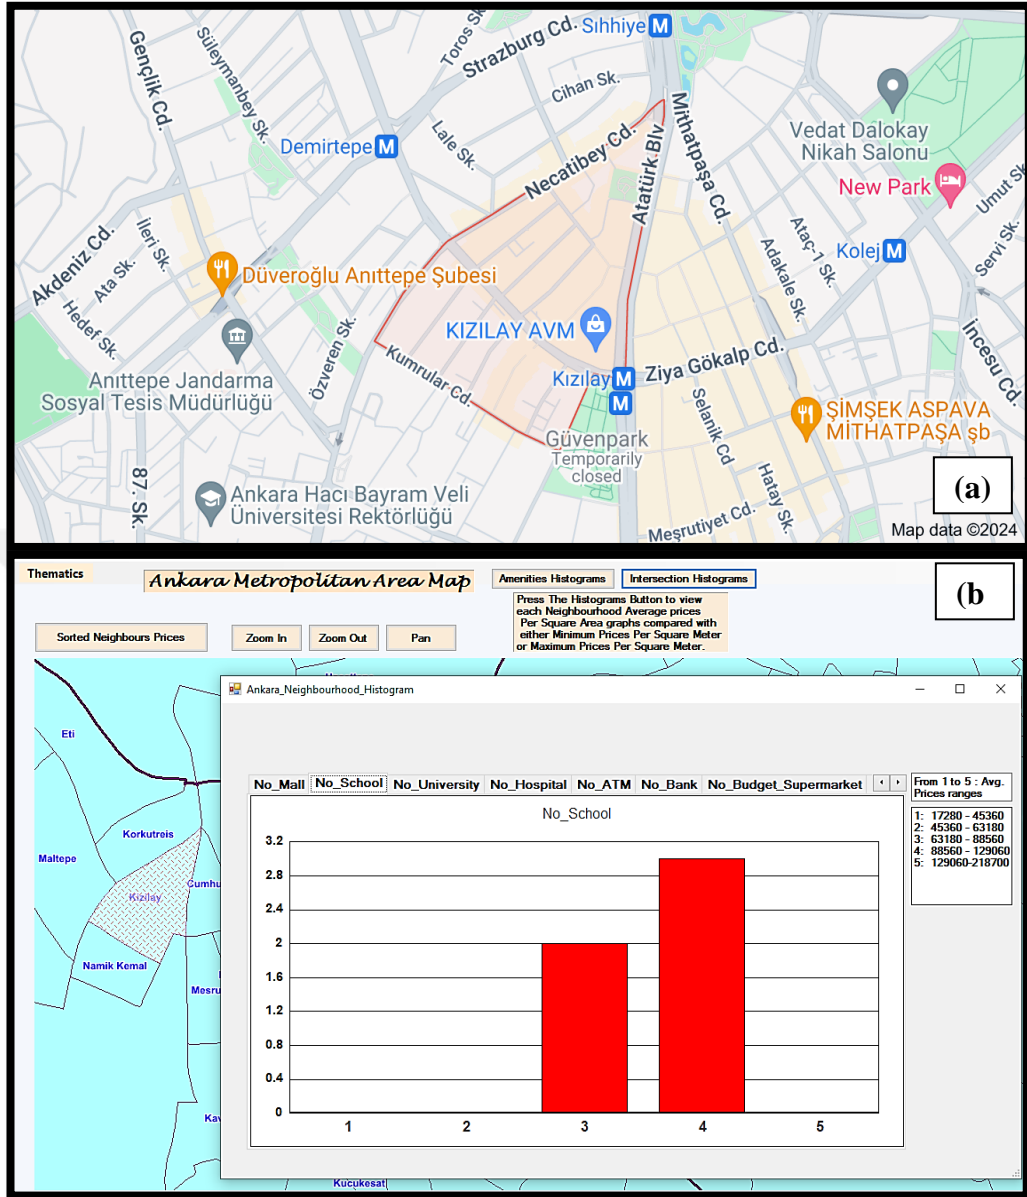 Gençlik Cd.
Süleymanbey Sk.
Toros Sk.
Strazburg Cd.
Sıhhiye M
Cihan Sk.
Lale Sk.
Demirtepe M
Necatibey Cd.
Atatürk Blv
Mithatpaşa Cd.
Vedat Dalokay
Nikah Salonu
New Park
Umut Sk
Servi Sk.
Ataç-1 Sk.
Adakale Sk.
Kolej M
İncesu Cd.
Akdeniz Cd.
Ata Sk.
İleri Sk.
Hedef Sk.
Düveroğlu Anıttepe Şubesi
Anıttepe Jandarma
Sosyal Tesis Müdürlüğü
Özveren Sk.
Kumrular Cd
KIZILAY AVM
Kızılay M
M
Ziya Gökalp Cd.
Selanik Cd
Hatay Sk.
Meşrutiyet Cd.
ŞİMŞEK ASPAVA
MİTHATPAŞA şb
Güvenpark
Temporarily
closed
87. Sk.
Ankara Hacı Bayram Veli
Üniversitesi Rektörlüğü
(a)
Map data ©2024
Thematics
Ankara Metropolitan Area Map
Amenities Histograms
Intersection Histograms
(b
Press The Histograms Button to view
each Neighbourhood Average prices
Per Square Area graphs compared with
either Minimum Prices Per Square Meter
or Maximum Prices Per Square Meter.
Sorted Neighbours Prices
Zoom In
Zoom Out
Pan
Eti
Korkutreis
Maltepe
Cumhu
Kizilay
Namik Kemal
Mesru
Kav
Kucukesat
Ankara_Neighbourhood_Histogram
No_Mall No_School No_University No_Hospital No_ATM No_Bank No_Budget_Supermarket
From 1 to 5 : Avg.
Prices ranges
1: 17280 - 45360
2: 45360 - 63180
3: 63180 - 88560
4: 88560 - 129060
5: 129060-218700
No_School
3.2
2.8
2.4
2
1.6
1.2
0.8
0.4
0
1 2 3 4 5